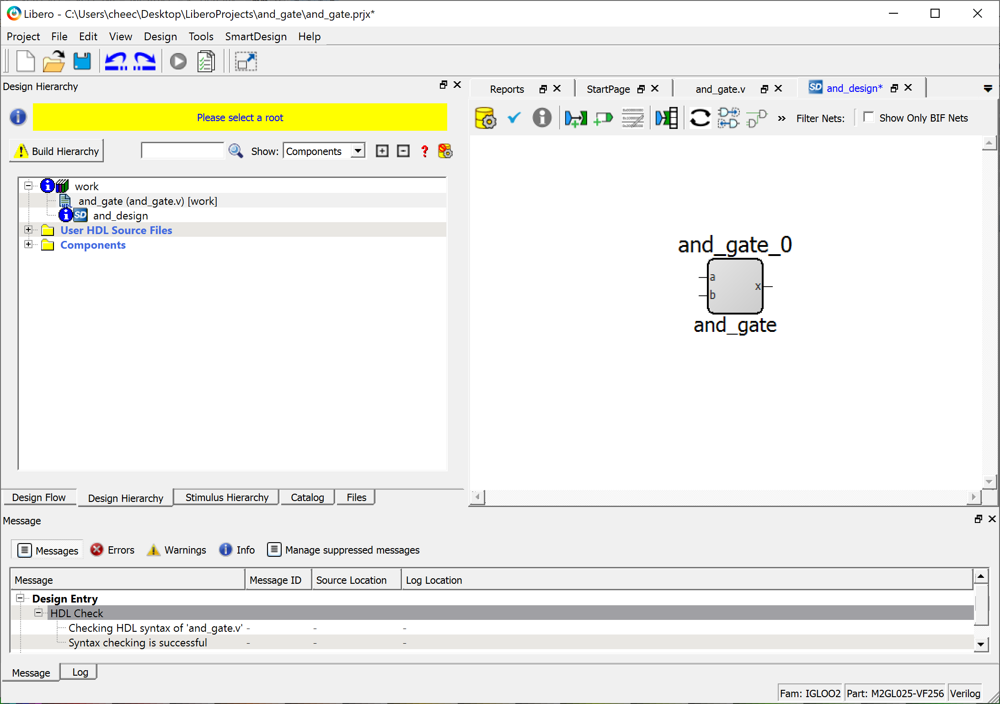 Libero - C:\Users\cheec\Desktop\LiberoProjects\and_gate\and_gate.prjx*
Project File Edit View Design Tools SmartDesign Help
Design Hierarchy
Reports StartPage and_gate.v SD and_design*
Please select a root
Filter Nets: Show Only BIF Nets
Build Hierarchy Show: Components
work
and_gate (and_gate.v) [work]
SD and_design
User HDL Source Files
Components
and_gate_0
a
b
x
and_gate
Design Flow Design Hierarchy Stimulus Hierarchy Catalog Files
Message
Messages Errors Warnings Info Manage suppressed messages
Message Message ID Source Location Log Location
Design Entry
HDL Check
Checking HDL syntax of 'and_gate.v' - - -
Syntax checking is successful - - -
Message Log
Fam: IGLOO2 Part: M2GL025-VF256 Verilog